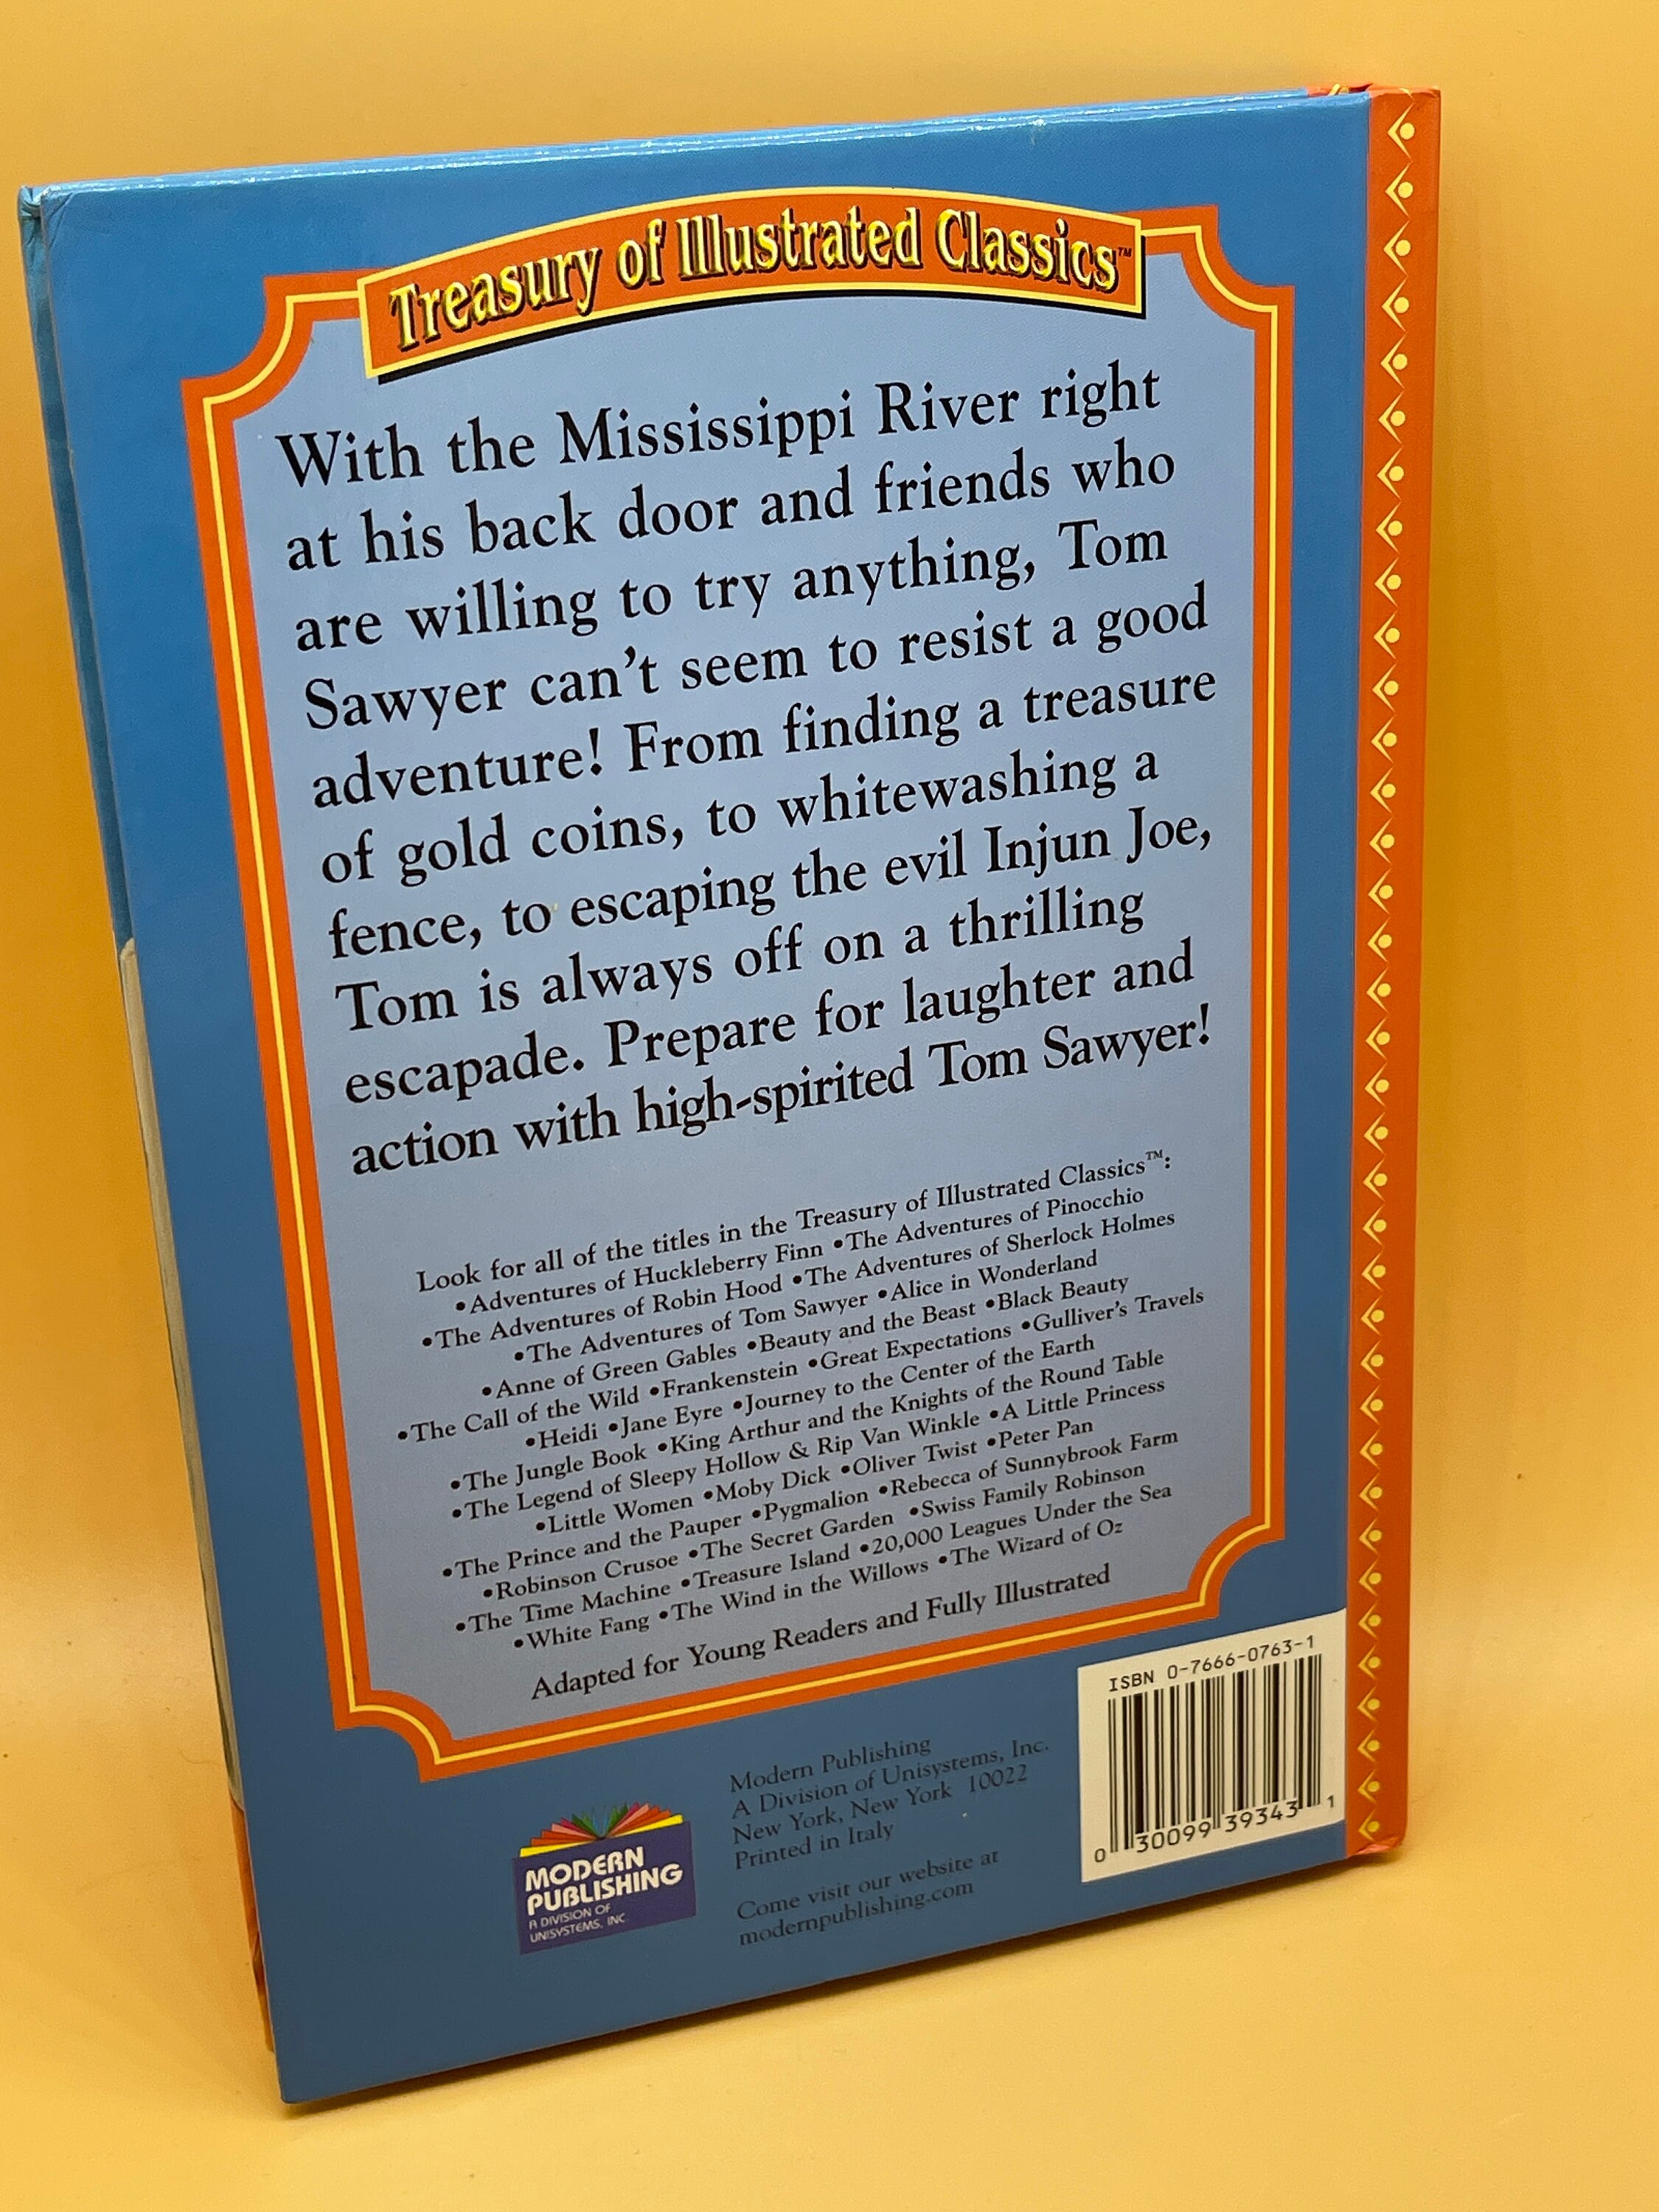 Treasury of Illustrated Classics™
With the Mississippi River right
at his back door and friends who
are willing to try anything, Tom
Sawyer can't seem to resist a good
adventure! From finding a treasure
of gold coins, to whitewashing a
fence, to escaping the evil Injun Joe,
Tom is always off on a thrilling
escapade. Prepare for laughter and
action with high-spirited Tom Sawyer!
Look for all of the titles in the Treasury of Illustrated Classics™:
•Adventures of Huckleberry Finn •The Adventures of Pinocchio
•The Adventures of Robin Hood •The Adventures of Sherlock Holmes
•The Adventures of Tom Sawyer •Alice in Wonderland
•Anne of Green Gables •Beauty and the Beast •Black Beauty
•The Call of the Wild •Frankenstein •Great Expectations •Gulliver's Travels
•Heidi •Jane Eyre •Journey to the Center of the Earth
•The Jungle Book •King Arthur and the Knights of the Round Table
•The Legend of Sleepy Hollow & Rip Van Winkle •A Little Princess
•Little Women •Moby Dick •Oliver Twist •Peter Pan
•The Prince and the Pauper •Pygmalion •Rebecca of Sunnybrook Farm
•Robinson Crusoe •The Secret Garden •Swiss Family Robinson
•The Time Machine •Treasure Island •20,000 Leagues Under the Sea
•White Fang •The Wind in the Willows •The Wizard of Oz
Adapted for Young Readers and Fully Illustrated
MODERN
PUBLISHING
A DIVISION OF
UNISYSTEMS, INC
Modern Publishing
A Division of Unisystems, Inc.
New York, New York 10022
Printed in Italy
Come visit our website at
modernpublishing.com
ISBN 0-7666-0763-1
0 30099 39343 1